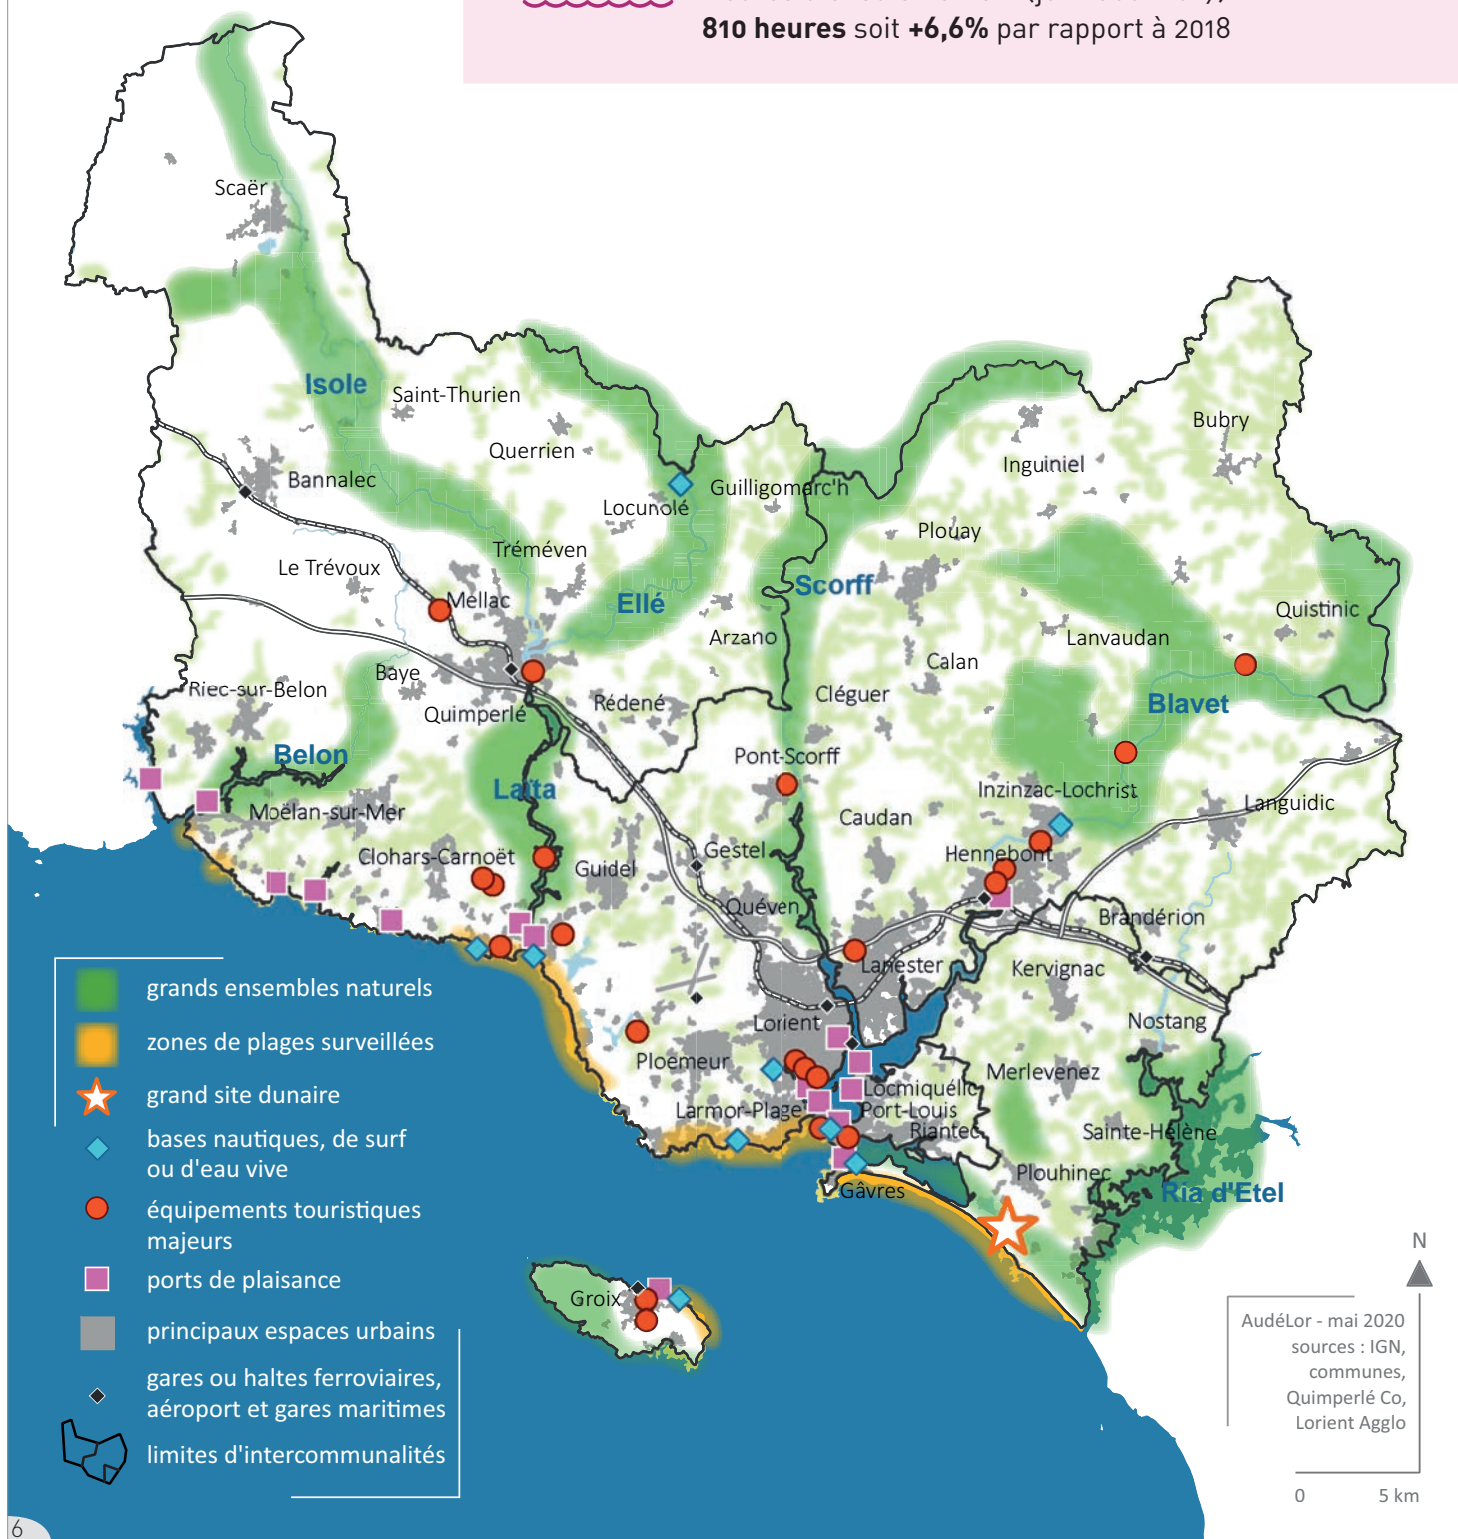 810 heures soit +6,6% par rapport à 2018
Scaër
Isole
Saint-Thurien
Querrien
Bannalec
Locunolé
Guilligomarc'h
Inguiniel
Bubry
Plouay
Tréméven
Le Trévoux
Mellac
Ellé
Scorff
Quistinic
Arzano
Lanvaudan
Calan
Baye
Riec-sur-Belon
Quimperlé
Rédené
Cléguer
Blavet
Belon
Pont-Scorff
Laïta
Inzinzac-Lochrist
Moëlan-sur-Mer
Caudan
Languidic
Clohars-Carnoët
Guidel
Gestel
Hennebont
Quéven
Brandérion
Lanester
Kervignac
Lorient
Nostang
Ploemeur
Merlevenez
Locmiquélic
Larmor-Plage
Port-Louis
Riantec
Sainte-Hélène
Plouhinec
Gâvres
Ria d'Etel
Groix
grands ensembles naturels
zones de plages surveillées
grand site dunaire
bases nautiques, de surf
ou d'eau vive
équipements touristiques
majeurs
ports de plaisance
principaux espaces urbains
gares ou haltes ferroviaires,
aéroport et gares maritimes
limites d'intercommunalités
N
AudéLor - mai 2020
sources : IGN,
communes,
Quimperlé Co,
Lorient Agglo
0 5 km
6